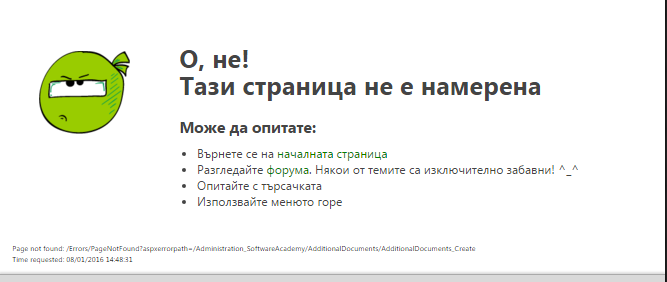 О, не!
Тази страница не е намерена
Може да опитате:
Върнете се на началната страница
Разгледайте форума. Някои от темите са изключително забавни! ^_^
Опитайте с търсачката
Използвайте менюто горе
Page not found: /Errors/PageNotFound?aspxerrorpath=/Administration_SoftwareAcademy/AdditionalDocuments/AdditionalDocuments_Create
Time requested: 08/01/2016 14:48:31